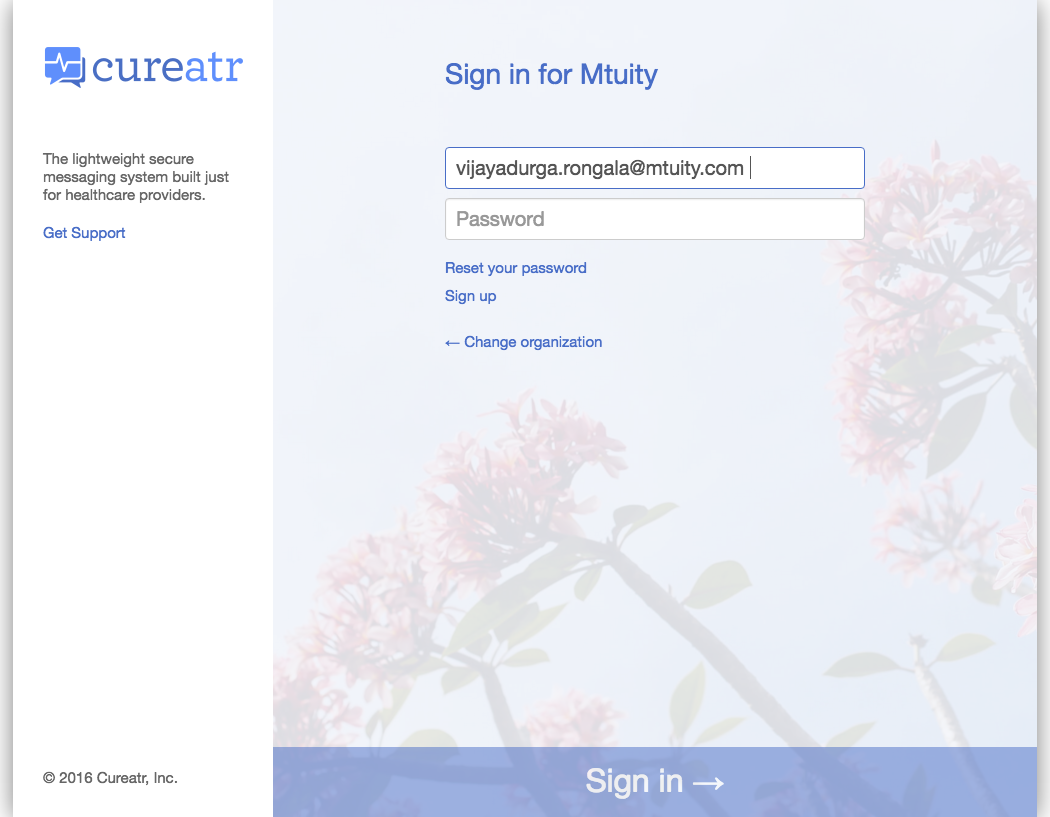 cureatr
The lightweight secure
messaging system built just
for healthcare providers.
Get Support
© 2016 Cureatr, Inc.
Sign in for Mtuity
vijayadurga.rongala@mtuity.com
Password
Reset your password
Sign up
← Change organization
Sign in →